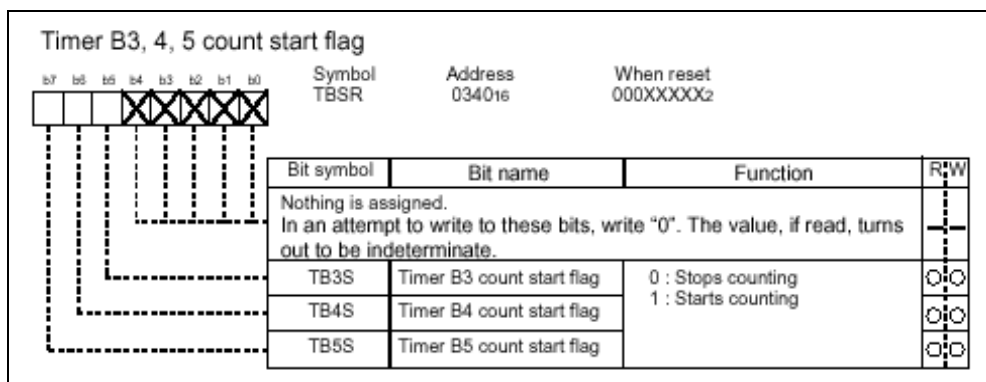 Timer B3, 4, 5 count start flag
Symbol Address When reset
b7 b6 b5 b4 b3 b2 b1 b0
TBSR 034016 000XXXXX2
Bit symbol Bit name Function R W
Nothing is assigned.
In an attempt to write to these bits, write “0”. The value, if read, turns
out to be indeterminate.
TB3S Timer B3 count start flag 0 : Stops counting
1 : Starts counting
TB4S Timer B4 count start flag
TB5S Timer B5 count start flag